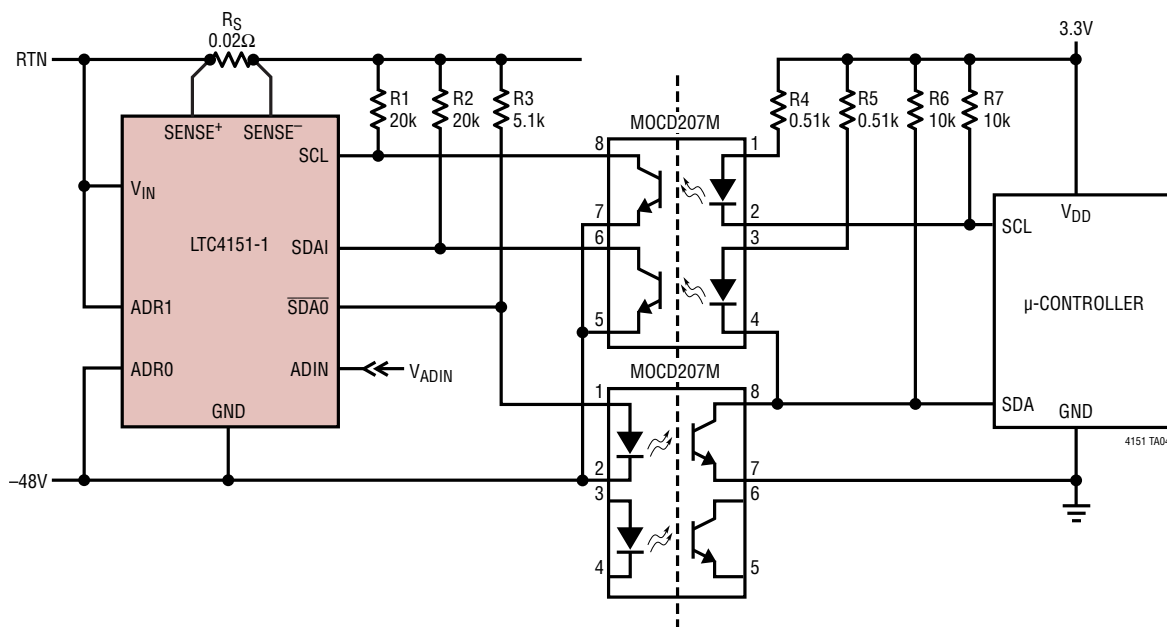 RTN
RS
0.02Ω
SENSE+
SENSE–
VIN
ADR1
ADR0
LTC4151-1
SCL
SDAI
SDA0
ADIN
GND
VADIN
–48V
R1
20k
R2
20k
R3
5.1k
MOCD207M
8
7
6
5
1
2
3
4
MOCD207M
1
2
3
4
8
7
6
5
R4
0.51k
R5
0.51k
R6
10k
R7
10k
3.3V
VDD
SCL
µ-CONTROLLER
SDA
GND